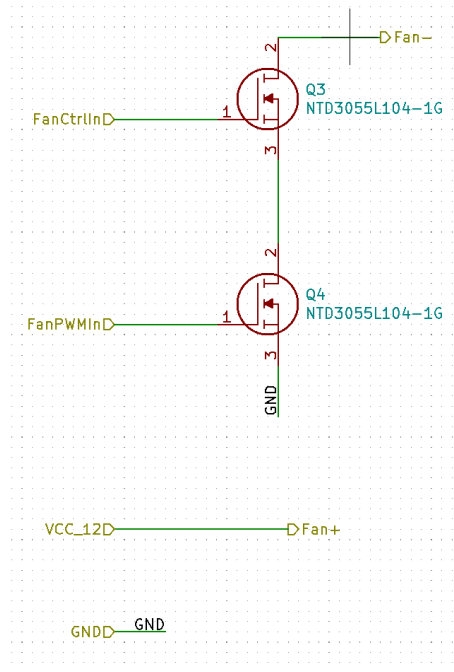 2
Fan-
Q3
NTD3055L104-1G
FanCtrlIn
1
3
2
Q4
NTD3055L104-1G
FanPWMIn
1
3
GND
VCC_12
Fan+
GND
GND